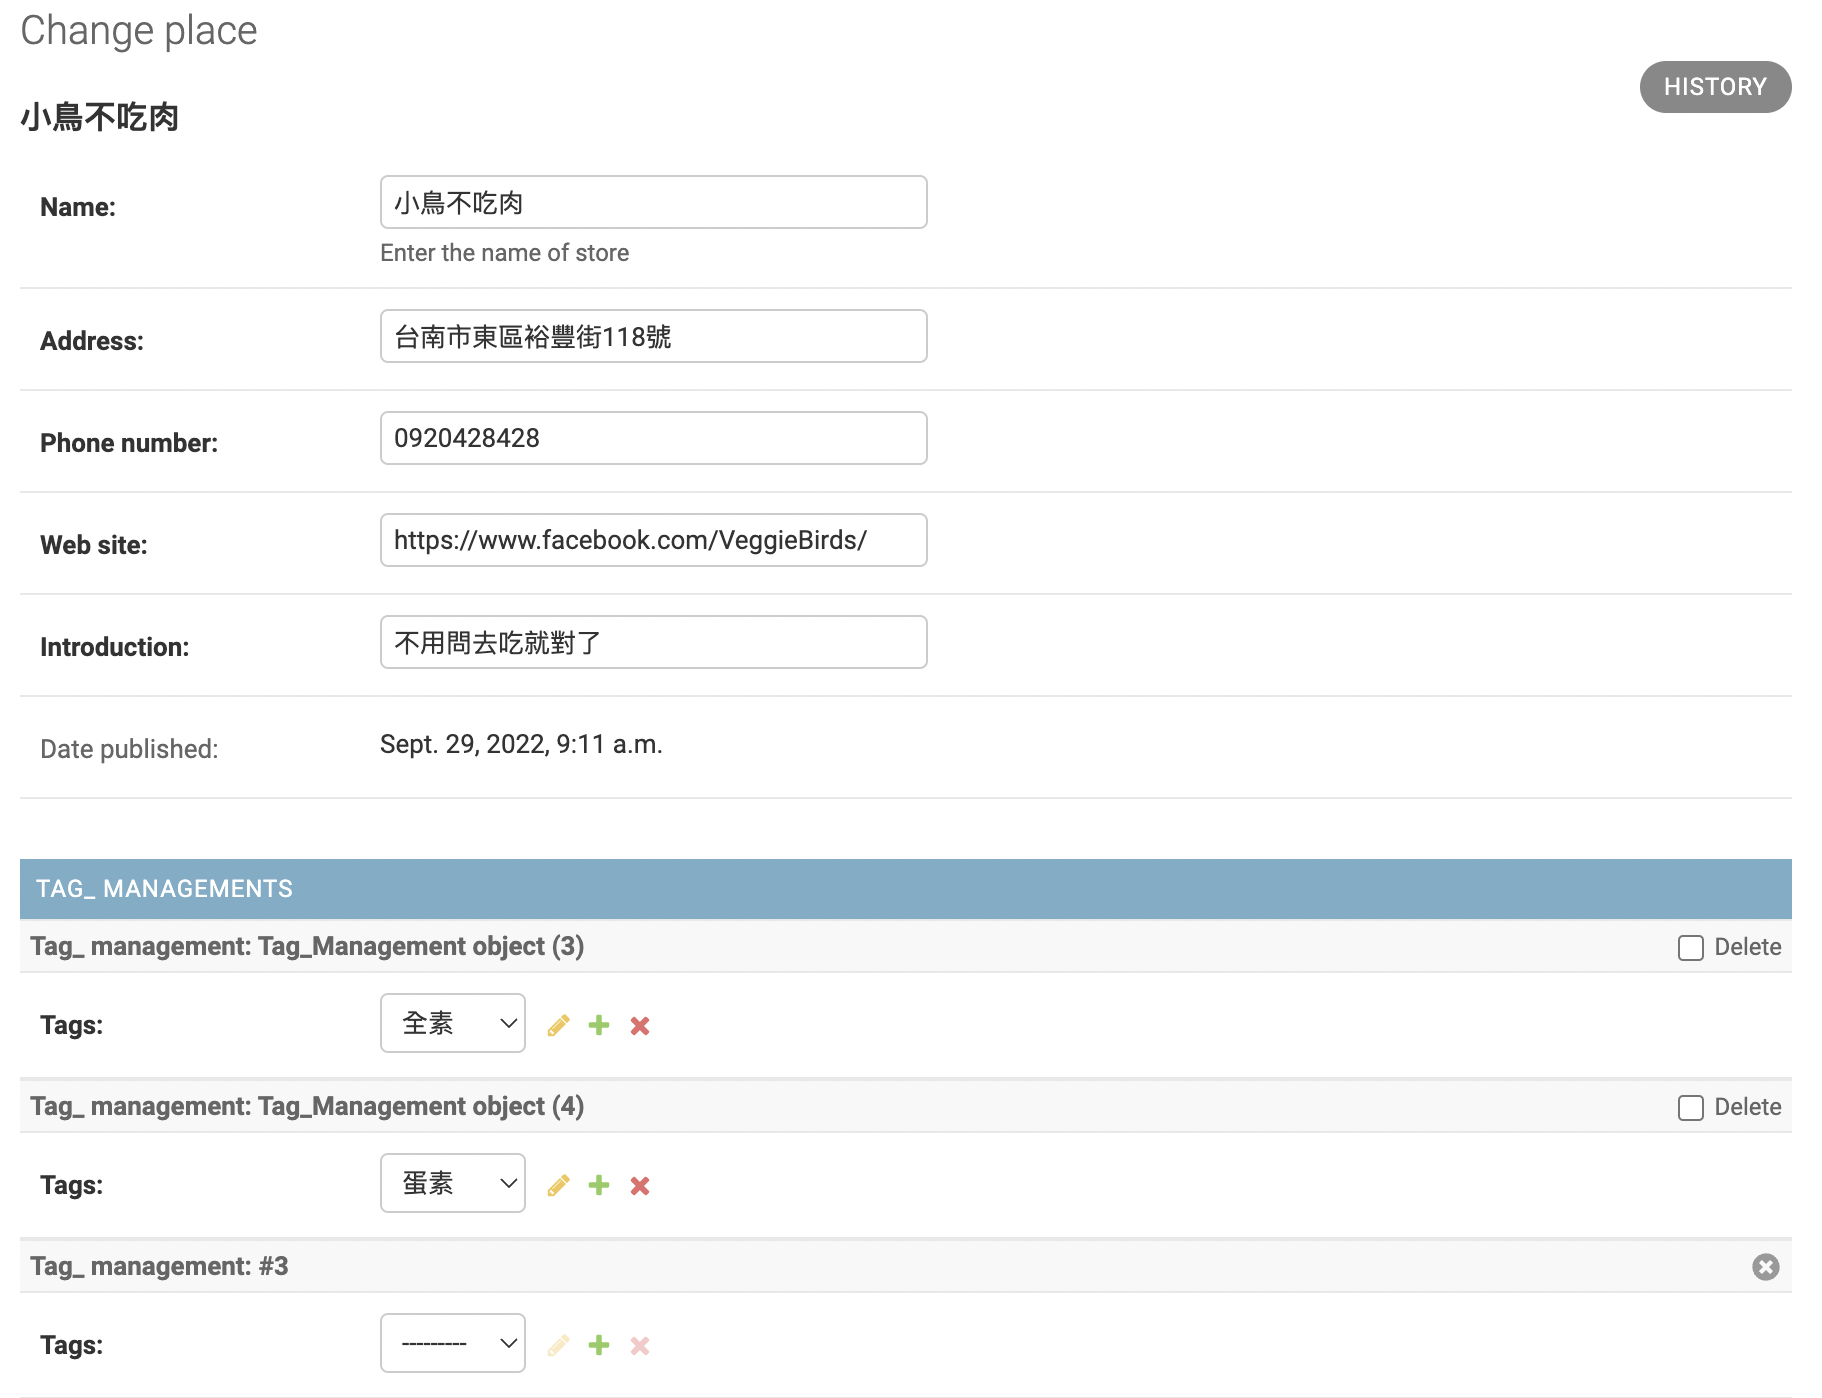 Change place
HISTORY
小鳥不吃肉
Name:
小鳥不吃肉
Enter the name of store
Address:
台南市東區裕豐街118號
Phone number:
0920428428
Web site:
https://www.facebook.com/VeggieBirds/
Introduction:
不用問去吃就對了
Date published:
Sept. 29, 2022, 9:11 a.m.
TAG_ MANAGEMENTS
Tag_ management: Tag_Management object (3)
Delete
Tags:
全素
Tag_ management: Tag_Management object (4)
Delete
Tags:
蛋素
Tag_ management: #3
Tags:
---------